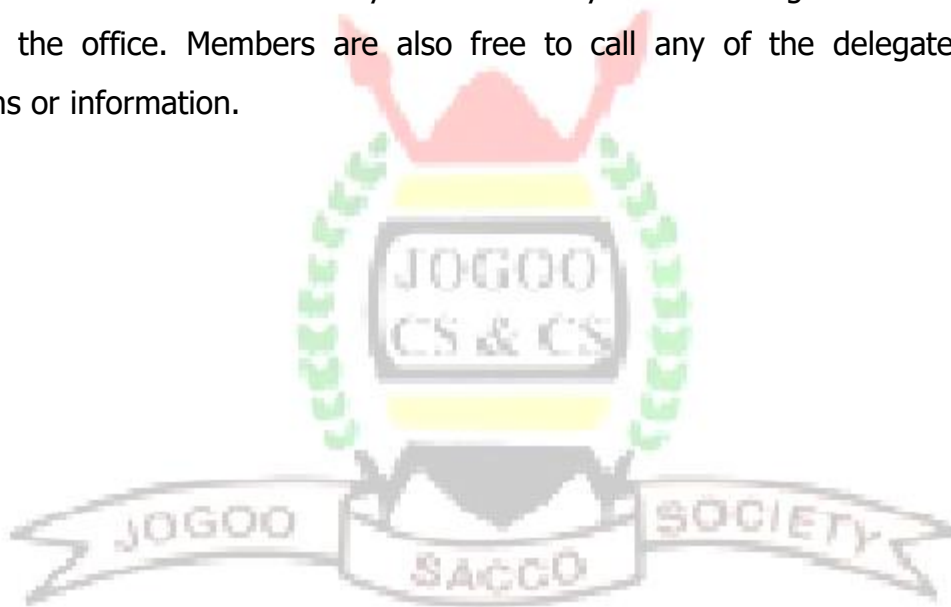 the office. Members are also free to call any of the delegate
or information.
JOGOO
CS & CS
JOGOO SACCO SOCIETY